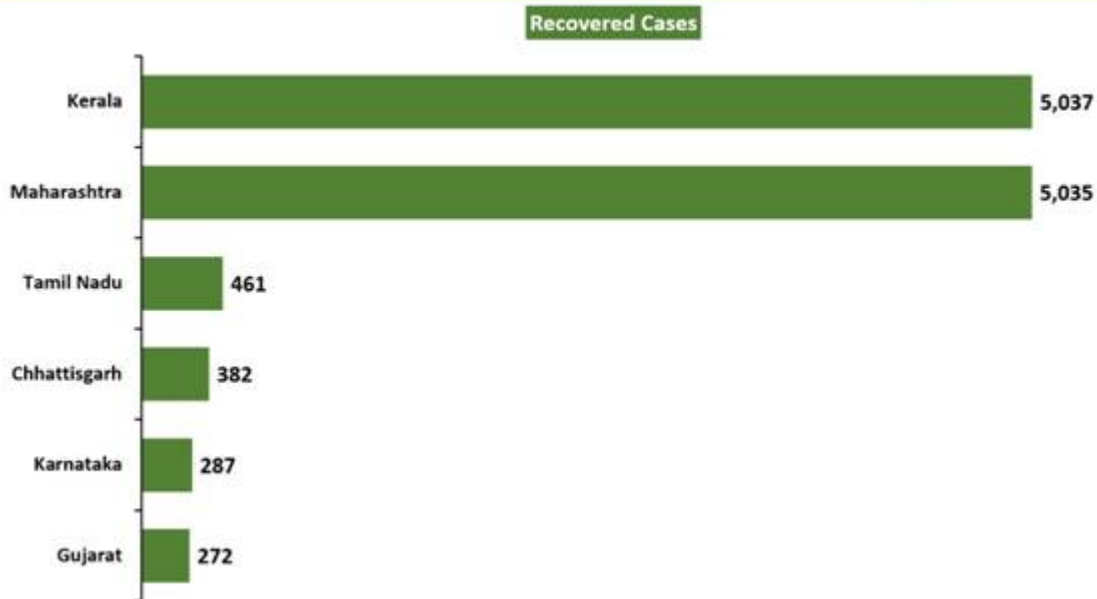 Recovered Cases
Kerala 5,037
Maharashtra 5,035
Tamil Nadu 461
Chhattisgarh 382
Karnataka 287
Gujarat 272